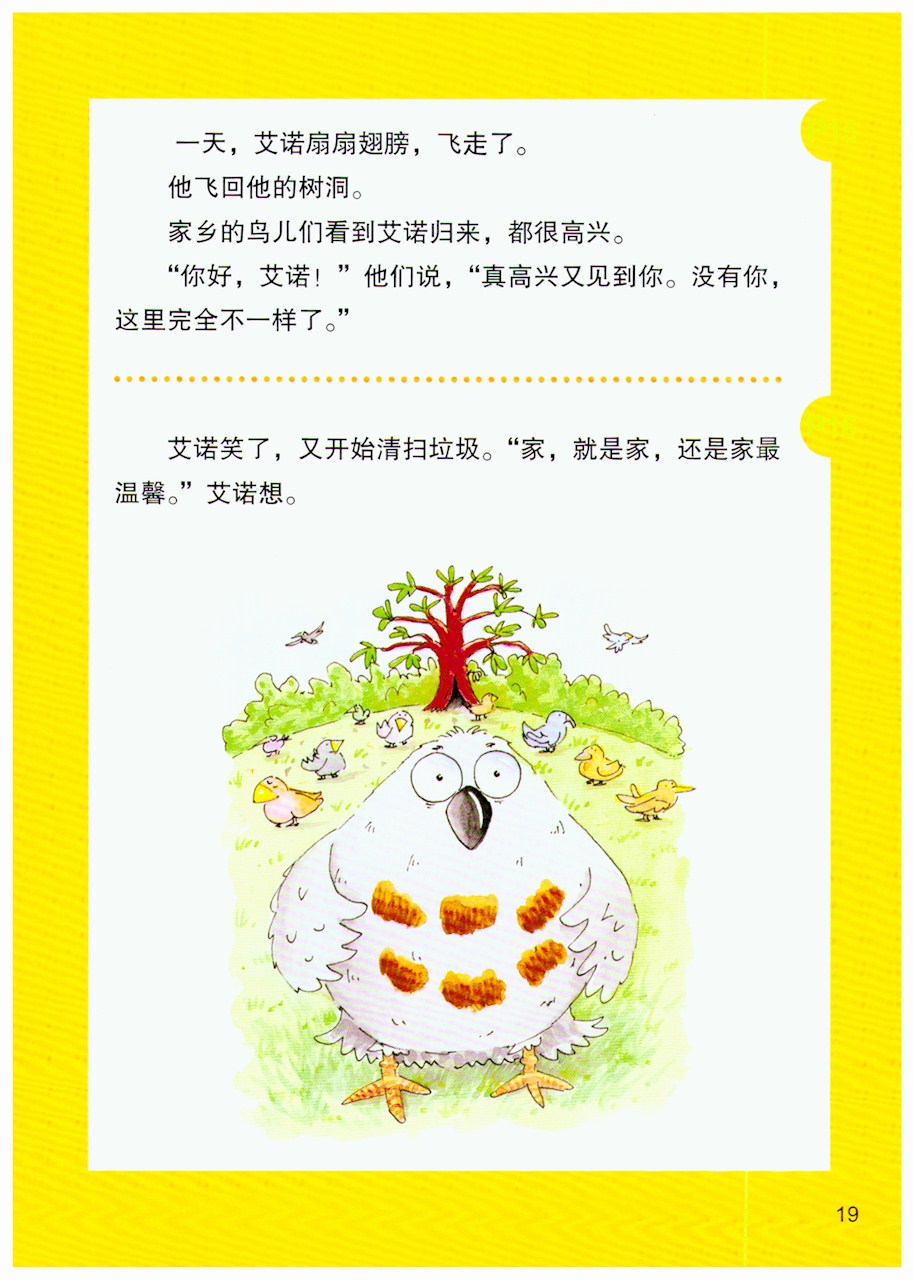 一天，艾诺扇扇翅膀，飞走了。
他飞回他的树洞。
家乡的鸟儿们看到艾诺归来，都很高兴。
“你好，艾诺！”他们说，“真高兴又见到你。没有你，
这里完全不一样了。”
艾诺笑了，又开始清扫垃圾。“家，就是家，还是家最
温馨。”艾诺想。
19